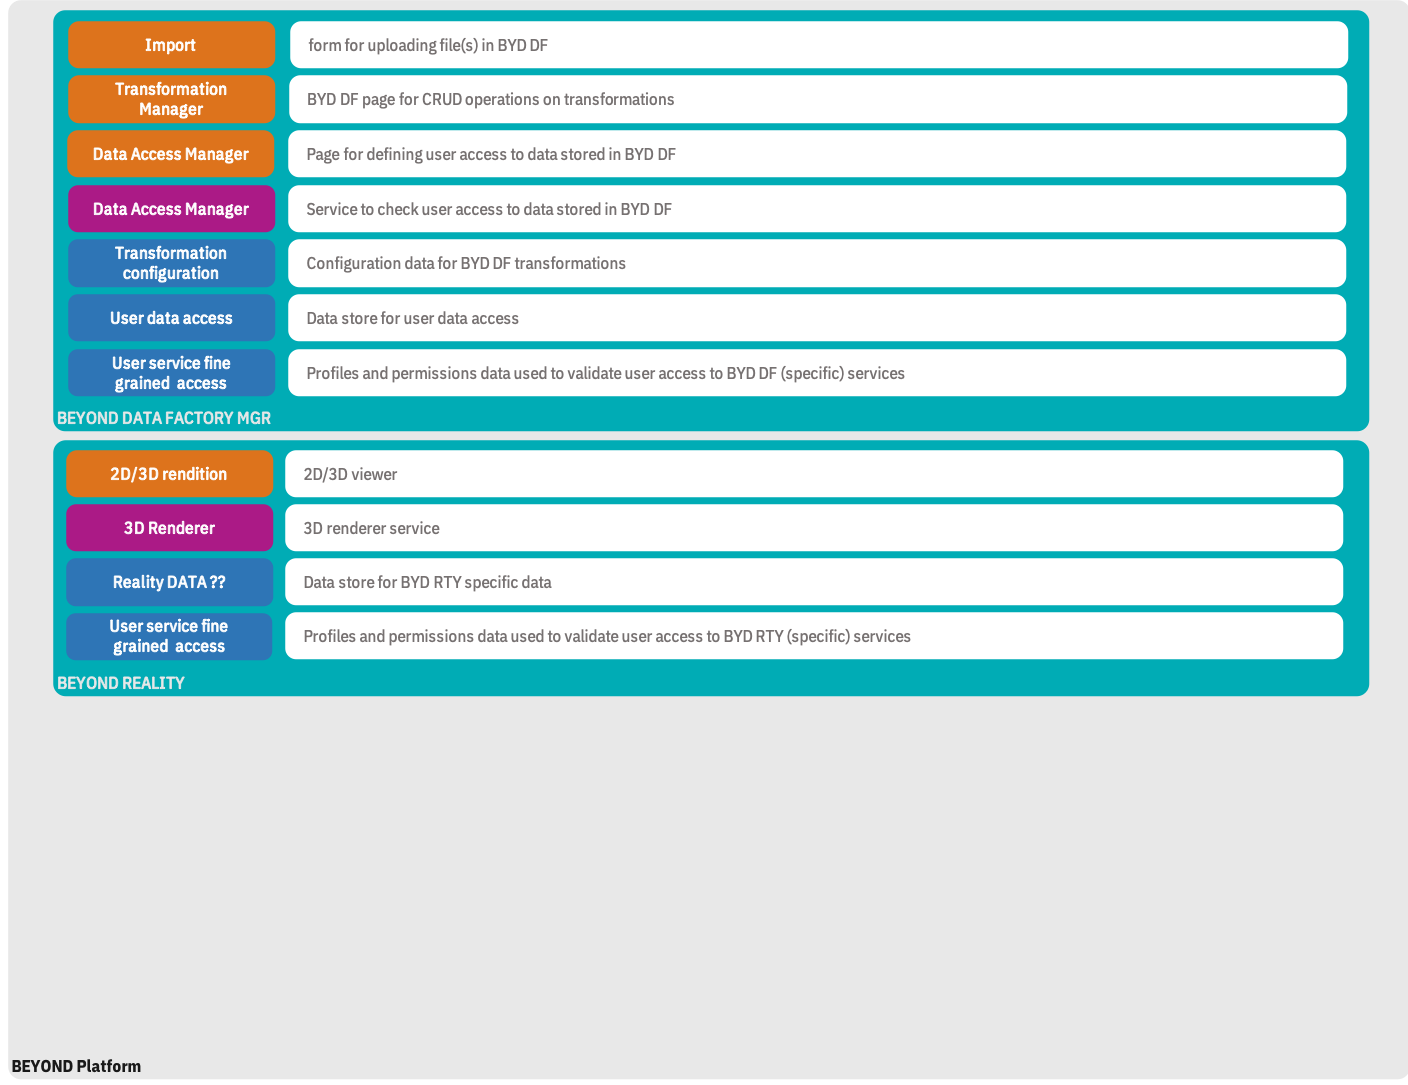 Import
form for uploading file(s) in BYD DF
Transformation
Manager
BYD DF page for CRUD operations on transformations
Data Access Manager
Page for defining user access to data stored in BYD DF
Data Access Manager
Service to check user access to data stored in BYD DF
Transformation
configuration
Configuration data for BYD DF transformations
User data access
Data store for user data access
User service fine
grained  access
Profiles and permissions data used to validate user access to BYD DF (specific) services
BEYOND DATA FACTORY MGR
2D/3D rendition
2D/3D viewer
3D Renderer
3D renderer service
Reality DATA ??
Data store for BYD RTY specific data
User service fine
grained  access
Profiles and permissions data used to validate user access to BYD RTY (specific) services
BEYOND REALITY
BEYOND Platform